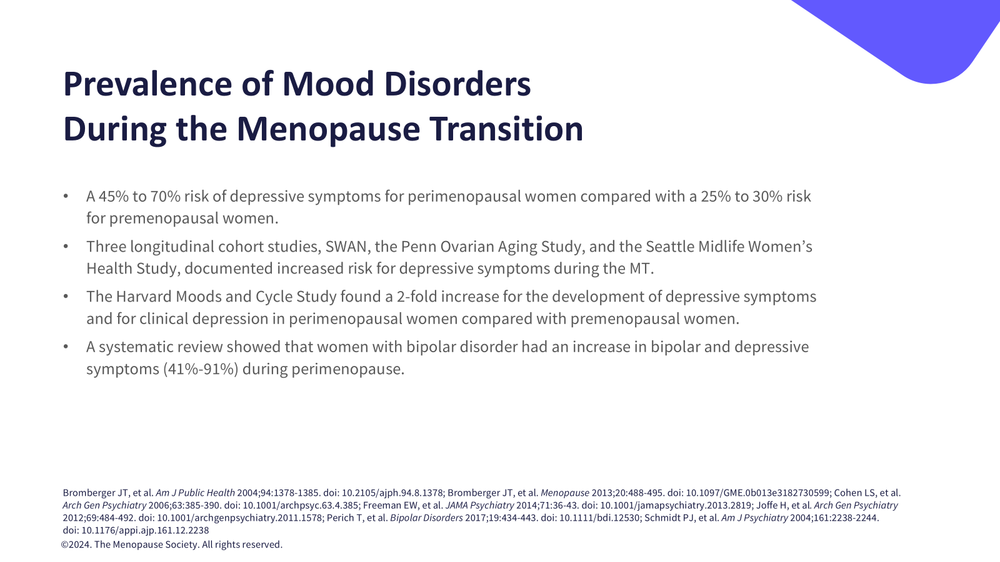 Prevalence of Mood Disorders
During the Menopause Transition
• A 45% to 70% risk of depressive symptoms for perimenopausal women compared with a 25% to 30% risk
for premenopausal women.
• Three longitudinal cohort studies, SWAN, the Penn Ovarian Aging Study, and the Seattle Midlife Women’s
Health Study, documented increased risk for depressive symptoms during the MT.
• The Harvard Moods and Cycle Study found a 2-fold increase for the development of depressive symptoms
and for clinical depression in perimenopausal women compared with premenopausal women.
• A systematic review showed that women with bipolar disorder had an increase in bipolar and depressive
symptoms (41%-91%) during perimenopause.
Bromberger JT, et al. Am J Public Health 2004;94:1378-1385. doi: 10.2105/ajph.94.8.1378; Bromberger JT, et al. Menopause 2013;20:488-495. doi: 10.1097/GME.0b013e3182730599; Cohen LS, et al.
Arch Gen Psychiatry 2006;63:385-390. doi: 10.1001/archpsyc.63.4.385; Freeman EW, et al. JAMA Psychiatry 2014;71:36-43. doi: 10.1001/jamapsychiatry.2013.2819; Joffe H, et al. Arch Gen Psychiatry
2012;69:484-492. doi: 10.1001/archgenpsychiatry.2011.1578; Perich T, et al. Bipolar Disorders 2017;19:434-443. doi: 10.1111/bdi.12530; Schmidt PJ, et al. Am J Psychiatry 2004;161:2238-2244.
doi: 10.1176/appi.ajp.161.12.2238
©2024. The Menopause Society. All rights reserved.